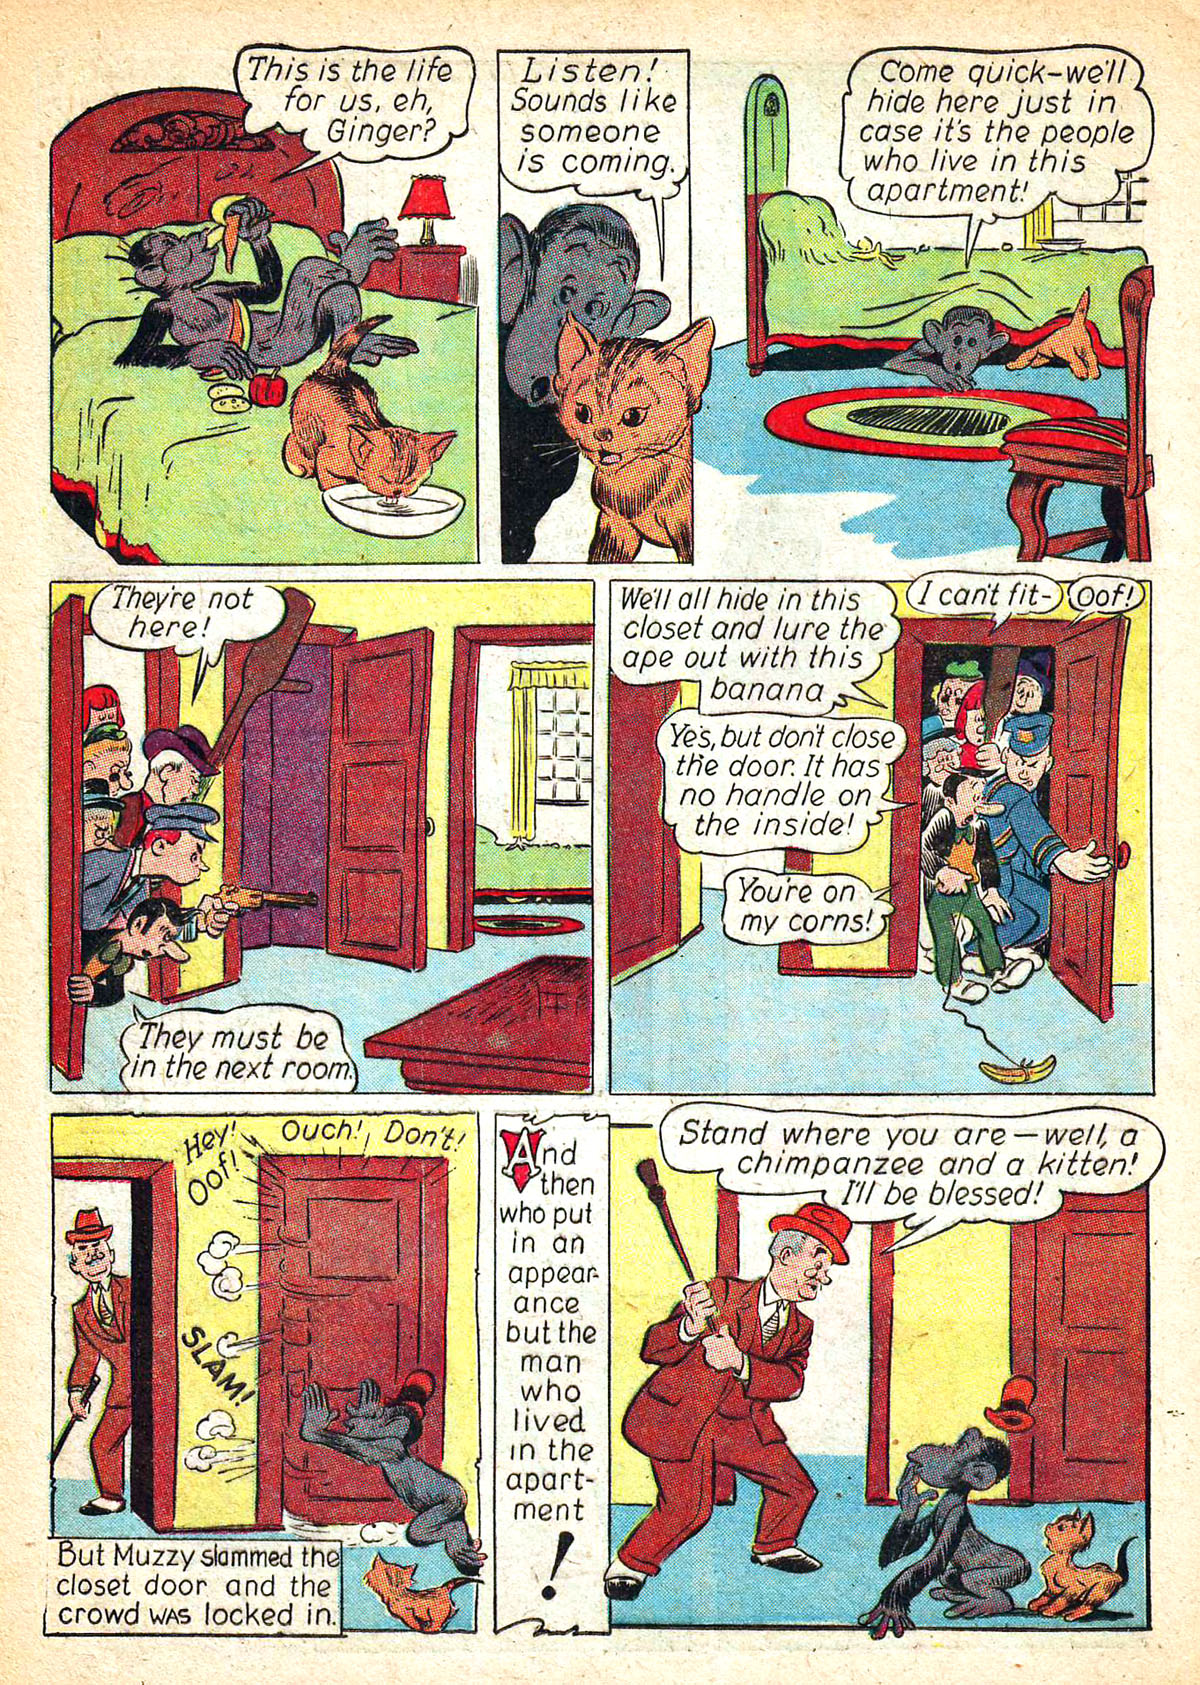 This is the life
for us, eh,
Ginger?
Listen!
Sounds like
someone
is coming.
Come quick-we'll
hide here just in
case it's the people
who live in this
apartment!
They're not
here!
They must be
in the next room.
We'll all hide in this
closet and lure the
ape out with this
banana
I can't fit-
Oof!
Yes, but don't close
the door. It has
no handle on
the inside!
You're on
my corns!
Hey!
Oof!
Ouch! Don't!
SLAM!
But Muzzy slammed the
closet door and the
crowd was locked in.
And
then
who put
in an
appear-
ance
but the
man
who
lived
in the
apart-
ment
!
Stand where you are—well, a
chimpanzee and a kitten!
I'll be blessed!